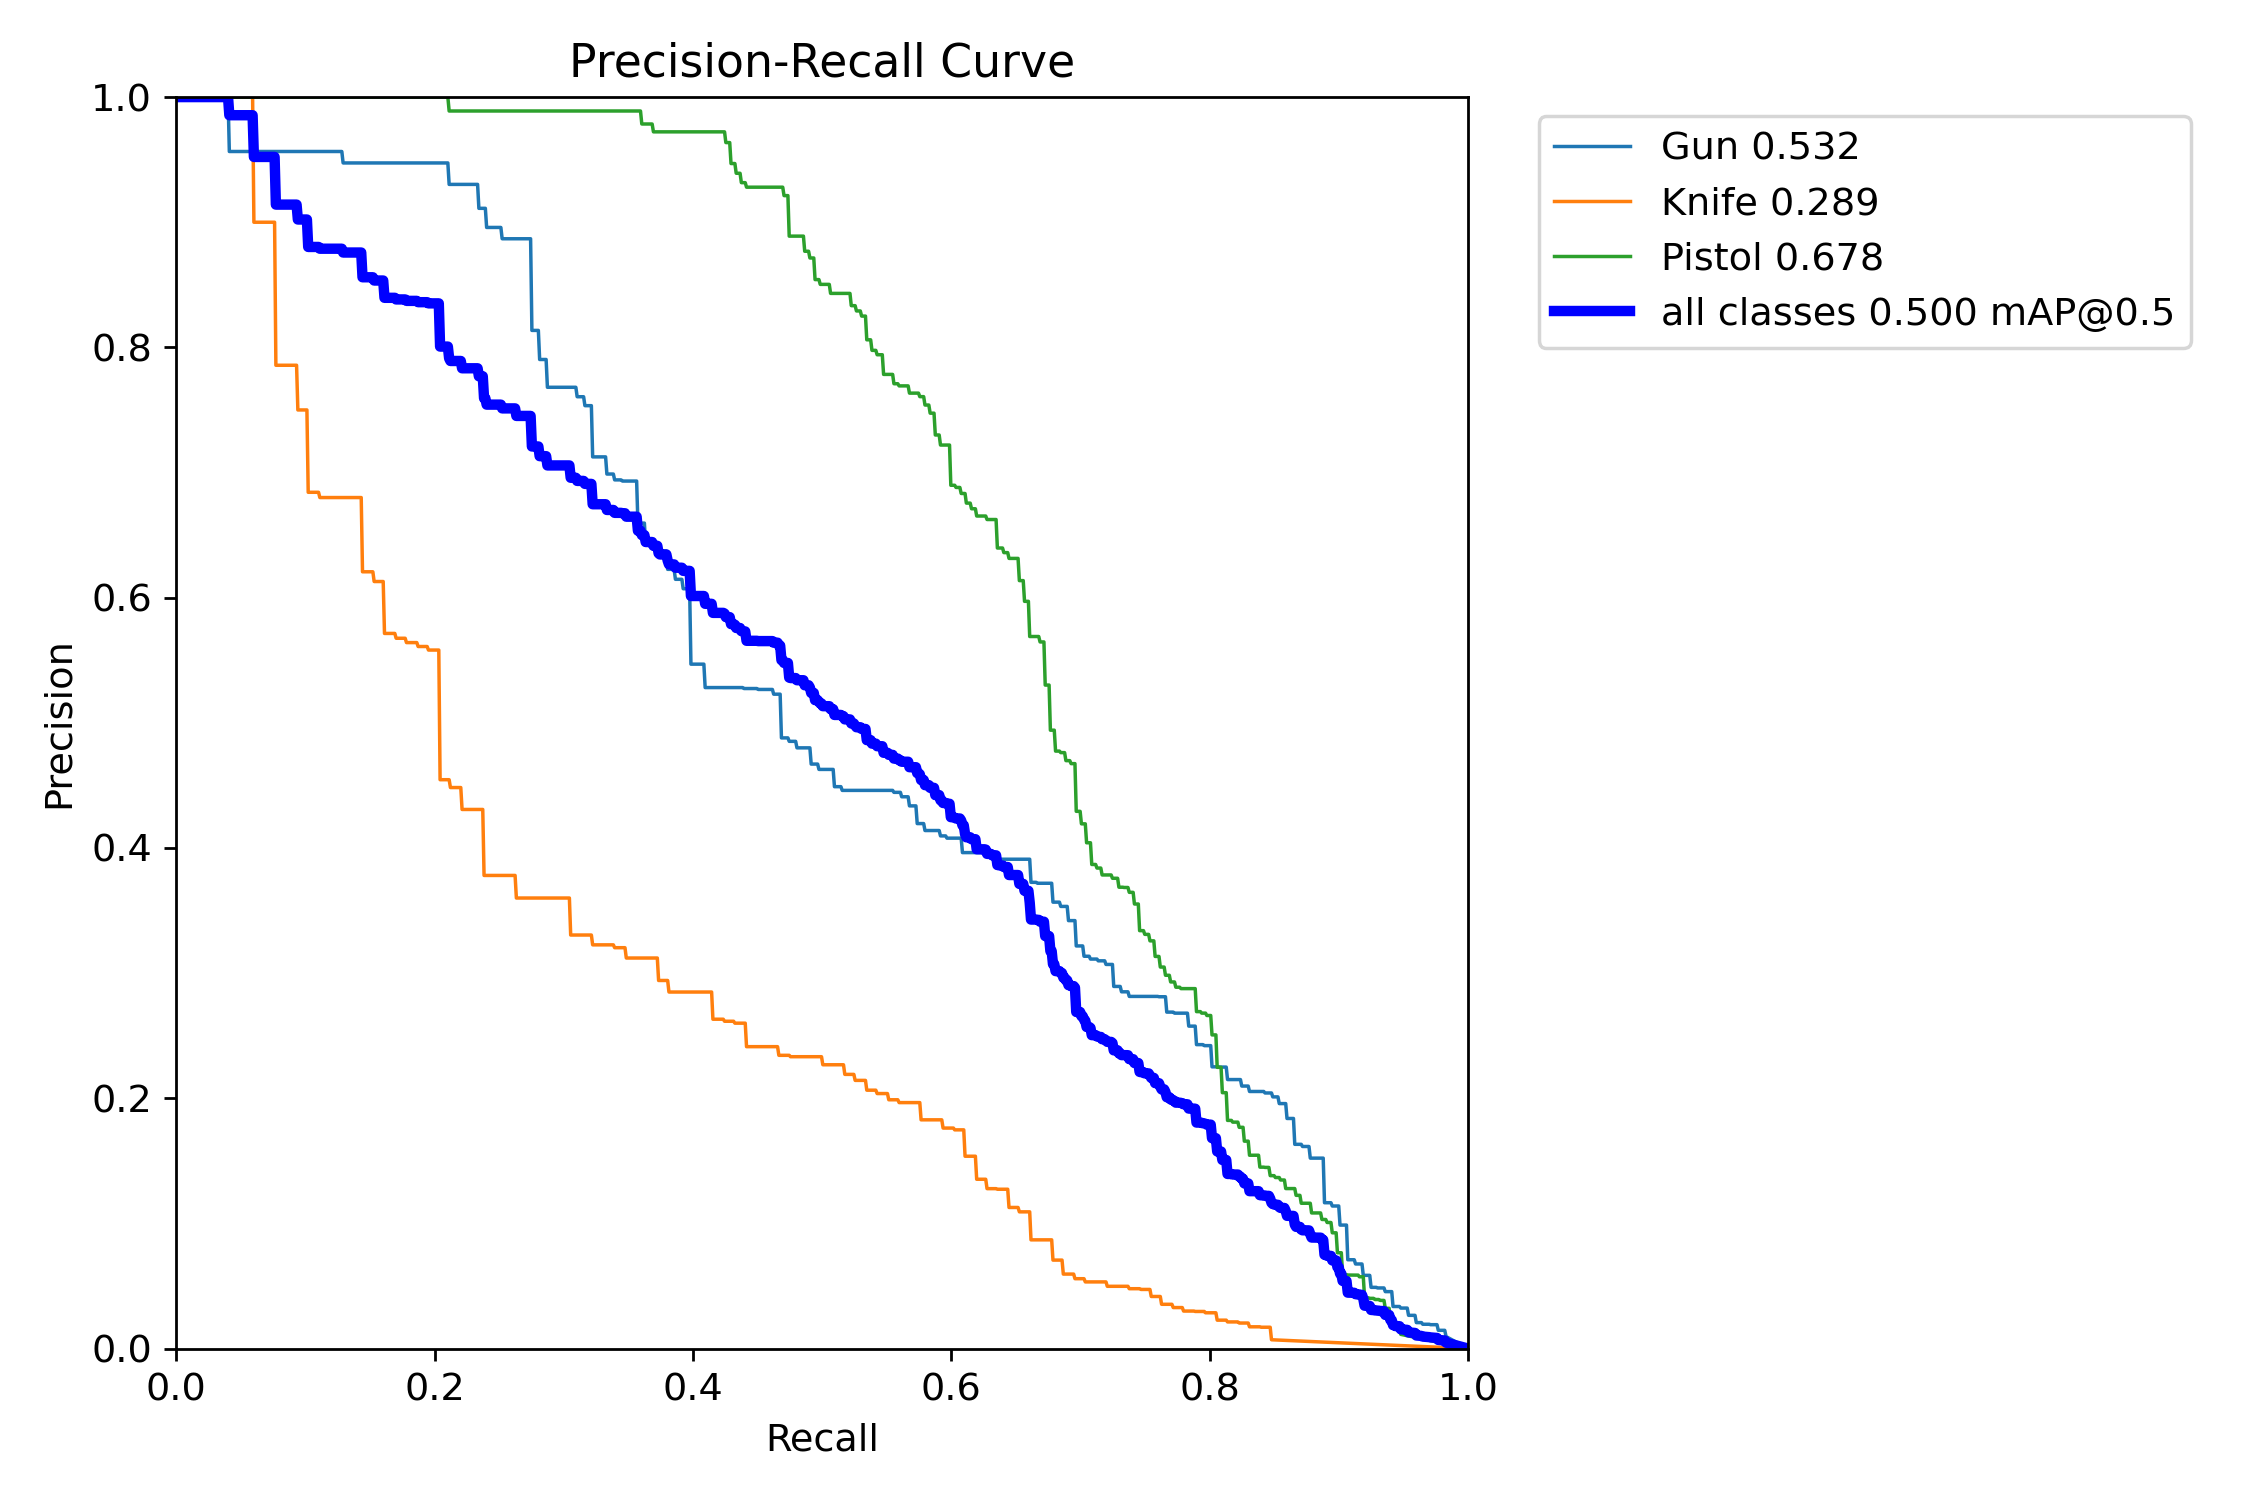 Precision-Recall Curve
1.0
0.8
0.6
0.4
0.2
0.0
Precision
0.0 0.2 0.4 0.6 0.8 1.0
Recall
Gun 0.532
Knife 0.289
Pistol 0.678
all classes 0.500 mAP@0.5